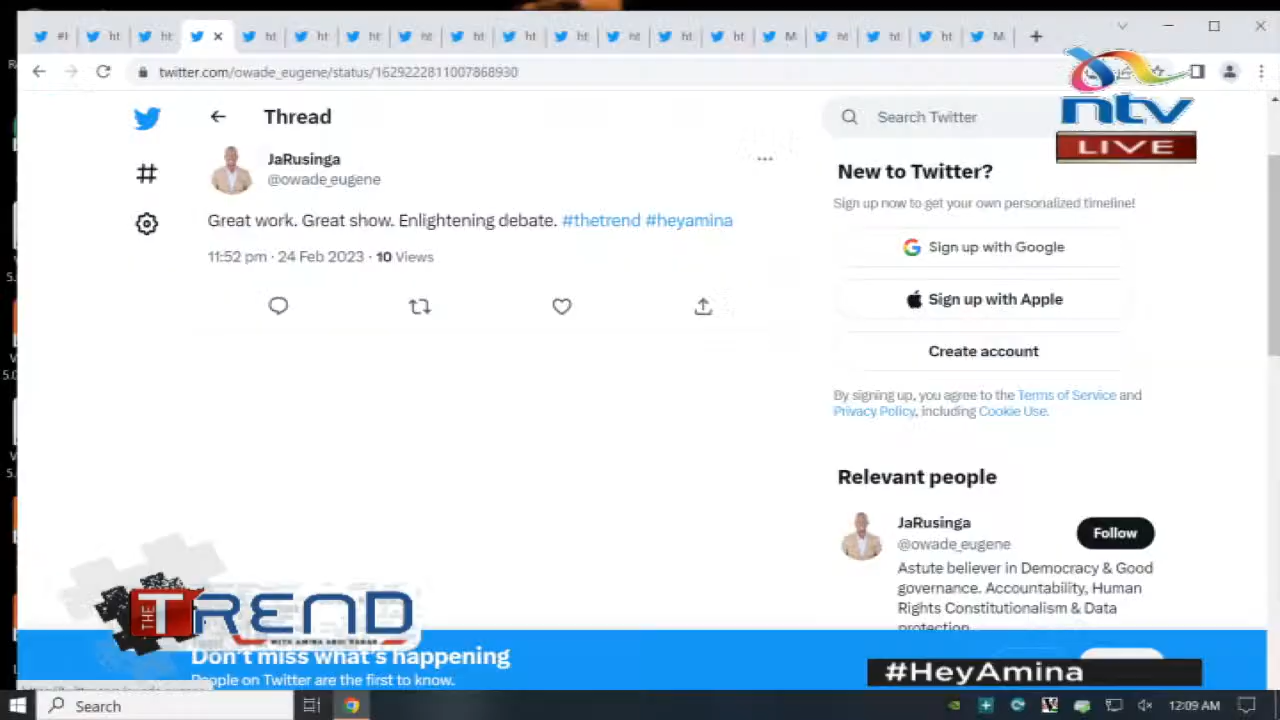 twitter.com/owade_eugene/status/1629222811007868930
ntv
LIVE
Thread
Search Twitter
JaRusinga
@owade_eugene
Great work. Great show. Enlightening debate. #thetrend #heyamina
11:52 pm · 24 Feb 2023 · 10 Views
New to Twitter?
Sign up now to get your own personalized timeline!
Sign up with Google
Sign up with Apple
Create account
By signing up, you agree to the Terms of Service and
Privacy Policy, including Cookie Use.
Relevant people
JaRusinga
@owade_eugene
Follow
Astute believer in Democracy & Good
governance. Accountability, Human
Rights Constitutionalism & Data
protection
THE TREND
WITH AMINA ABDI RABAR
Don't miss what's happening
People on Twitter are the first to know.
#HeyAmina
Search
12:09 AM